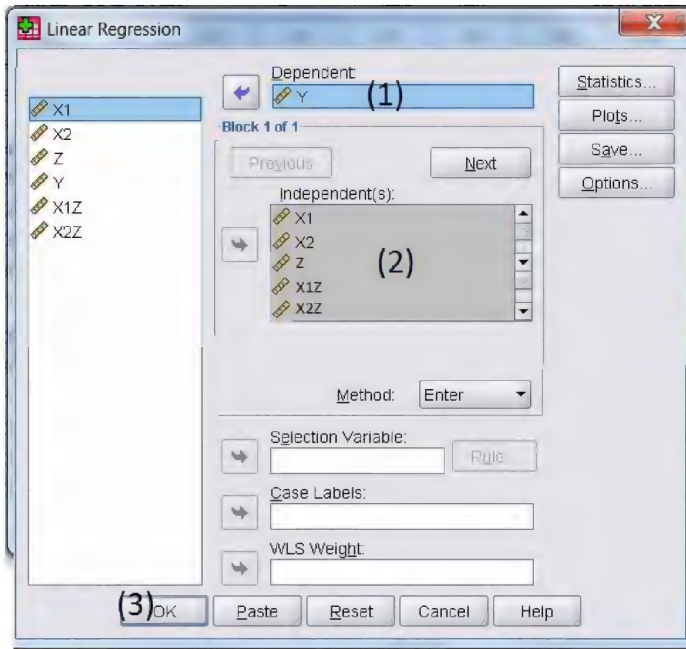 Linear Regression
X
X1
X2
Z
Y
X1Z
X2Z
Dependent:
Y
(1)
Block 1 of 1
Previous
Next
Independent(s):
X1
X2
Z
X1Z
X2Z
(2)
Method:
Enter
Selection Variable:
Rule...
Case Labels:
WLS Weight:
Statistics...
Plots...
Save...
Options...
(3) OK
Paste
Reset
Cancel
Help